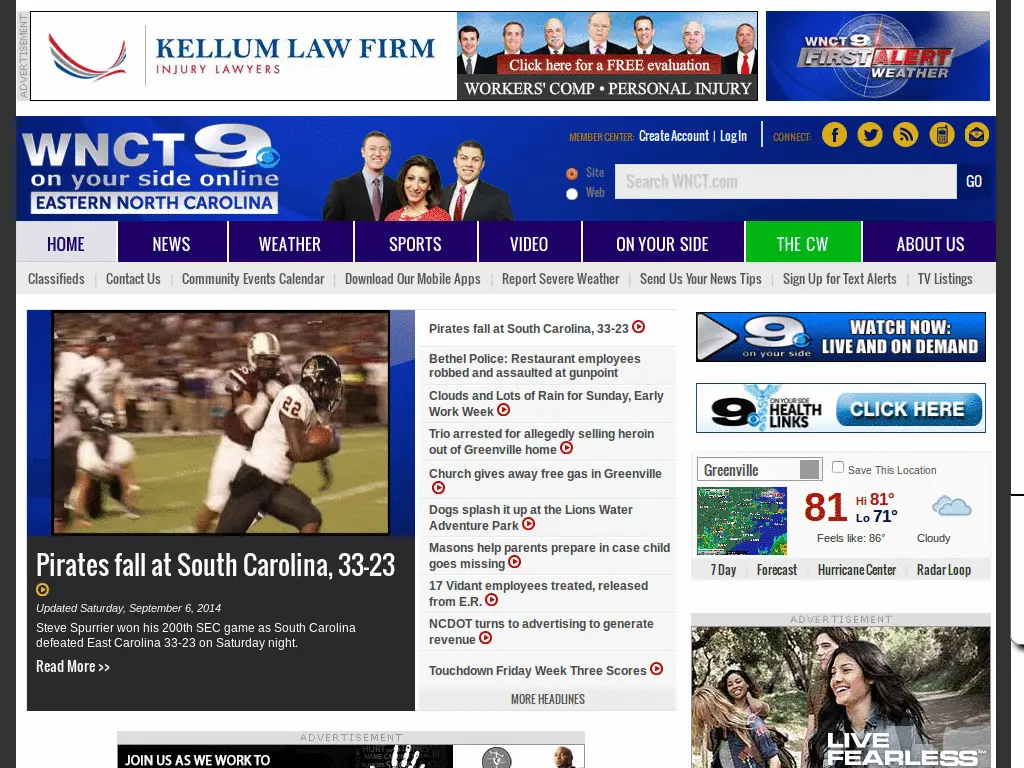 ADVERTISEMENT
KELLUM LAW FIRM
INJURY LAWYERS
Click here for a FREE evaluation
WORKERS' COMP • PERSONAL INJURY
WNCT 9
FIRST ALERT
WEATHER
WNCT 9
on your side online
EASTERN NORTH CAROLINA
MEMBER CENTER: Create Account | Log In
CONNECT:
Site
Web
Search WNCT.com
GO
HOME
NEWS
WEATHER
SPORTS
VIDEO
ON YOUR SIDE
THE CW
ABOUT US
Classifieds | Contact Us | Community Events Calendar | Download Our Mobile Apps | Report Severe Weather | Send Us Your News Tips | Sign Up for Text Alerts | TV Listings
22
Pirates fall at South Carolina, 33-23
Updated Saturday, September 6, 2014
Steve Spurrier won his 200th SEC game as South Carolina
defeated East Carolina 33-23 on Saturday night.
Read More >>
Pirates fall at South Carolina, 33-23
Bethel Police: Restaurant employees
robbed and assaulted at gunpoint
Clouds and Lots of Rain for Sunday, Early
Work Week
Trio arrested for allegedly selling heroin
out of Greenville home
Church gives away free gas in Greenville
Dogs splash it up at the Lions Water
Adventure Park
Masons help parents prepare in case child
goes missing
17 Vidant employees treated, released
from E.R.
NCDOT turns to advertising to generate
revenue
Touchdown Friday Week Three Scores
MORE HEADLINES
9
on your side
WATCH NOW:
LIVE AND ON DEMAND
9
ON YOUR SIDE
HEALTH
LINKS
CLICK HERE
Greenville
Save This Location
81
Hi 81°
Lo 71°
Feels like: 86°
Cloudy
7 Day | Forecast | Hurricane Center | Radar Loop
ADVERTISEMENT
LIVE
FEARLESS
SM
ADVERTISEMENT
JOIN US AS WE WORK TO